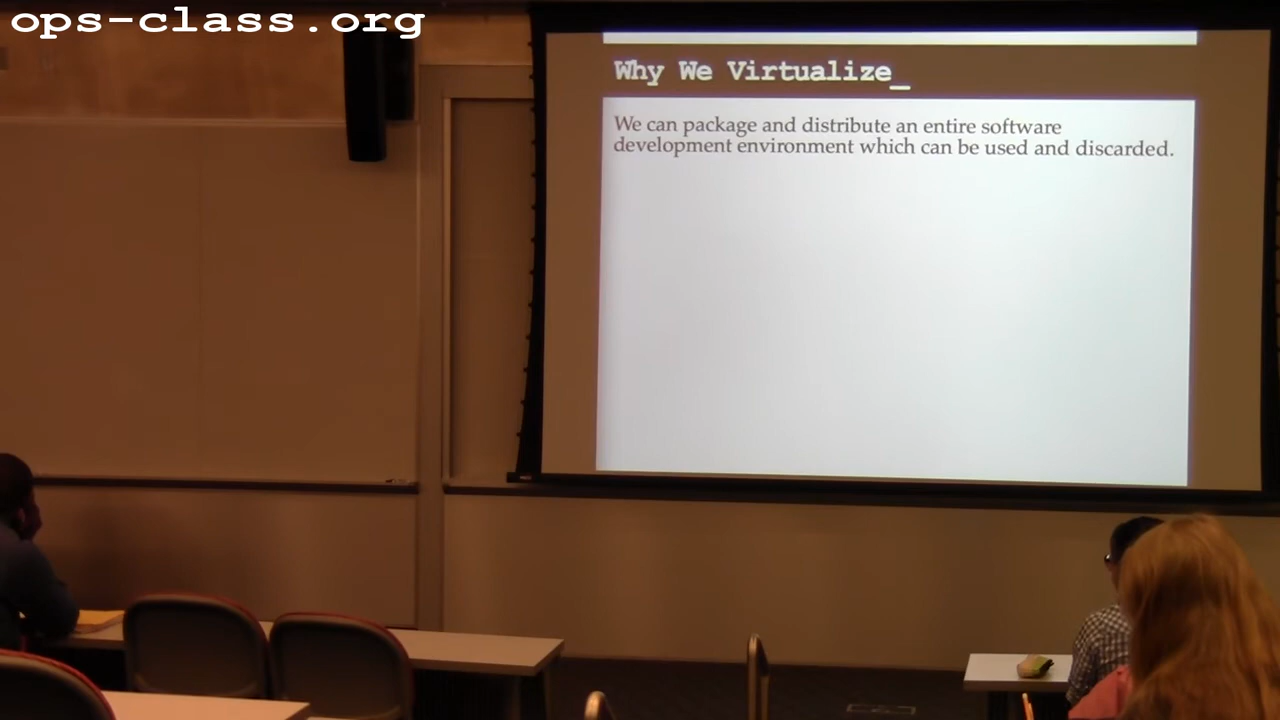 ops-class.org
Why We Virtualize_
We can package and distribute an entire software
development environment which can be used and discarded.